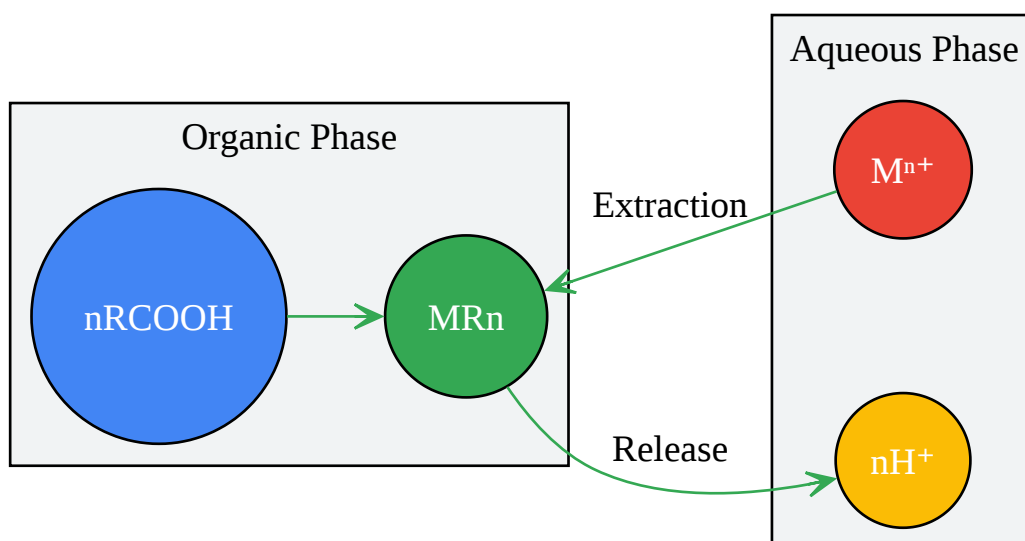 Aqueous Phase
Organic Phase
Mⁿ⁺
Extraction
nRCOOH
MRn
Release
nH⁺